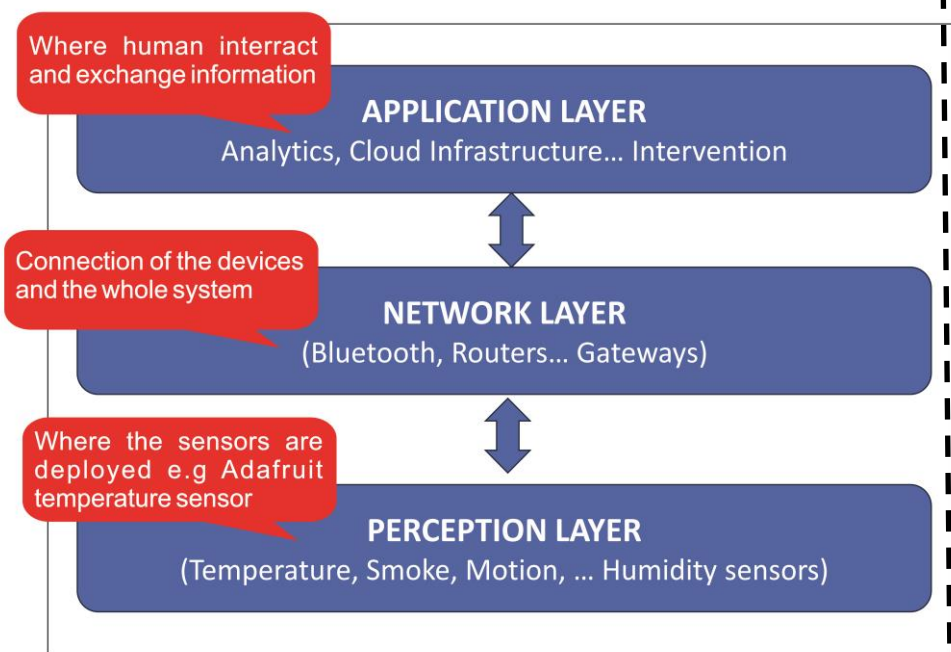 Where human interract
and exchange information
APPLICATION LAYER
Analytics, Cloud Infrastructure... Intervention
Connection of the devices
and the whole system
NETWORK LAYER
(Bluetooth, Routers... Gateways)
Where the sensors are
deployed e.g Adafruit
temperature sensor
PERCEPTION LAYER
(Temperature, Smoke, Motion, ... Humidity sensors)